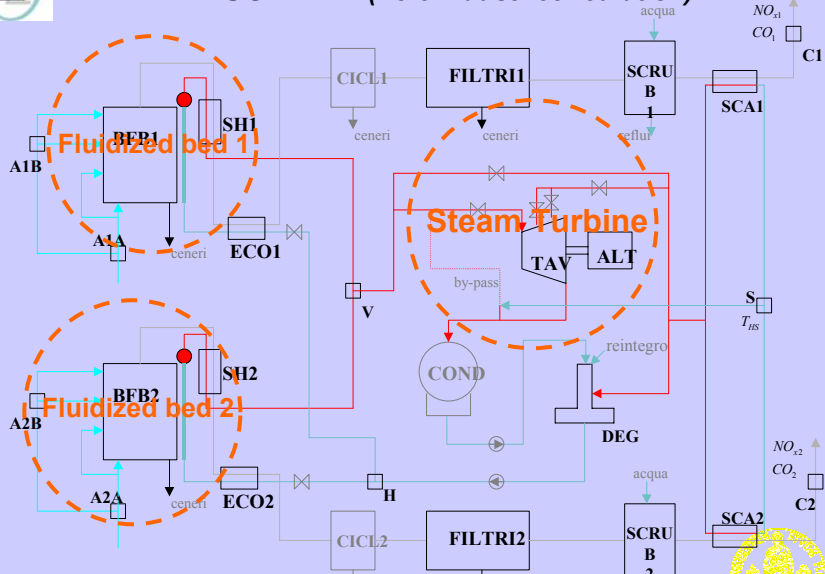 acqua
NOx1
CO1
C1
CICL1
FILTRI1
SCRU
B
1
SCA1
ceneri
ceneri
reflui
BFB1
SH1
Fluidized bed 1
A1B
A1A
ceneri
ECO1
Steam Turbine
TAV
ALT
by-pass
V
S
THS
COND
reintegro
DEG
BFB2
SH2
Fluidized bed 2
A2B
A2A
ceneri
ECO2
H
acqua
NOx2
CO2
C2
CICL2
FILTRI2
SCRU
B
SCA2